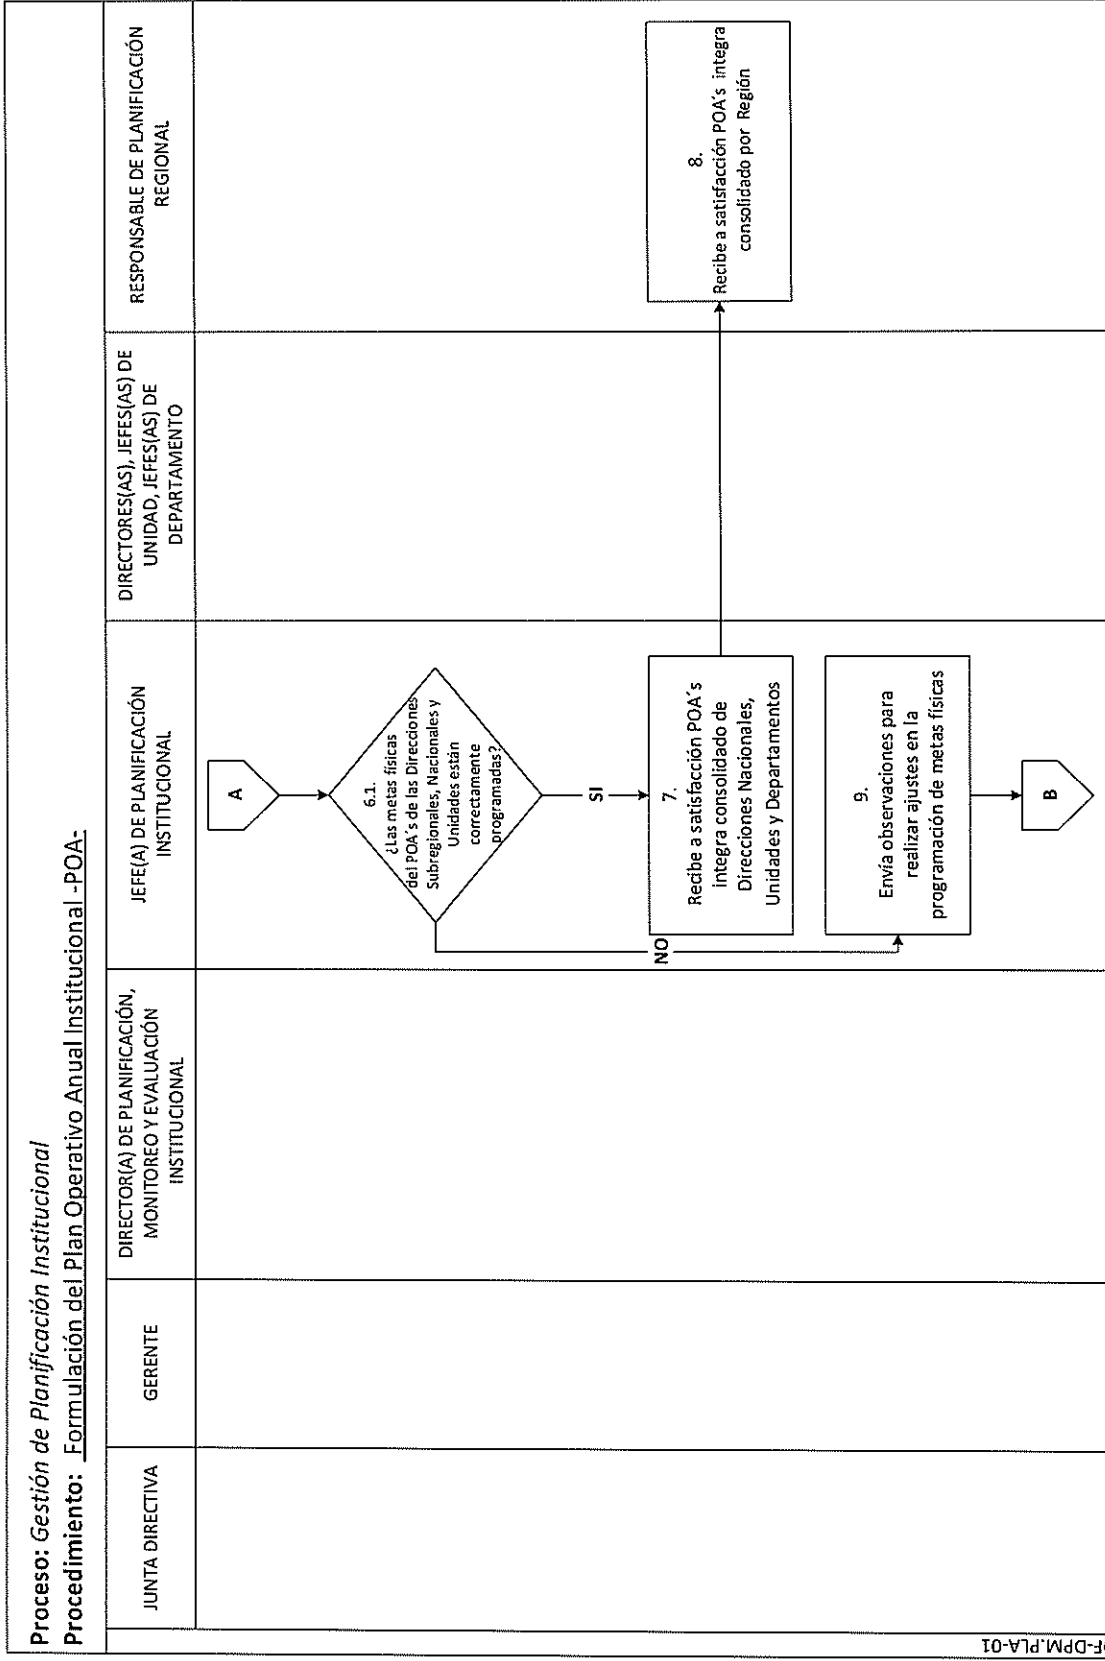 Proceso: Gestión de Planificación Institucional
Procedimiento: Formulación del Plan Operativo Anual Institucional -POA-
JUNTA DIRECTIVA
GERENTE
DIRECTOR(A) DE PLANIFICACIÓN,
MONITOREO Y EVALUACIÓN
INSTITUCIONAL
JEFE(A) DE PLANIFICACIÓN
INSTITUCIONAL
DIRECTORES(AS), JEFES(AS) DE
UNIDAD, JEFES(AS) DE
DEPARTAMENTO
RESPONSABLE DE PLANIFICACIÓN
REGIONAL
A
6.1.
¿Las metas físicas
del POA´s de las Direcciones
Subregionales, Nacionales y
Unidades están
correctamente
programadas?
SI
NO
7.
Recibe a satisfacción POA´s
integra consolidado de
Direcciones Nacionales,
Unidades y Departamentos
8.
Recibe a satisfacción POA´s integra
consolidado por Región
9.
Envía observaciones para
realizar ajustes en la
programación de metas físicas
B
F-DPM.PLA-01